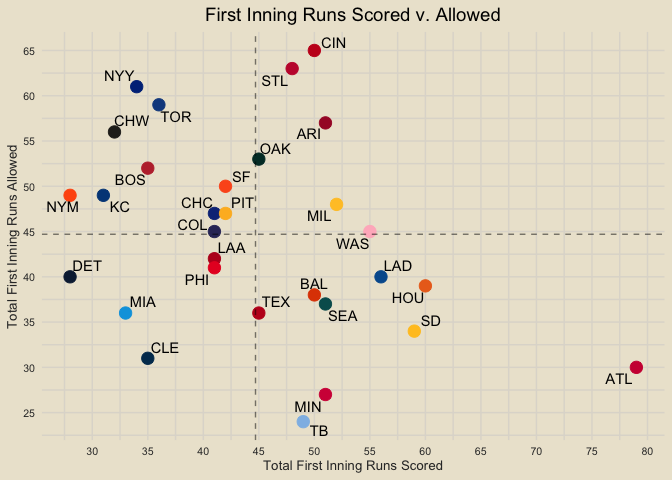 First Inning Runs Scored v. Allowed
65
60
55
50
45
40
35
30
25
Total First Inning Runs Allowed
CIN
STL
NYY
TOR
CHW
ARI
OAK
BOS
SF
NYM
KC
CHC
PIT
MIL
COL
WAS
LAA
PHI
DET
LAD
BAL
HOU
MIA
TEX
SEA
SD
CLE
ATL
MIN
TB
30
35
40
45
50
55
60
65
70
75
80
Total First Inning Runs Scored